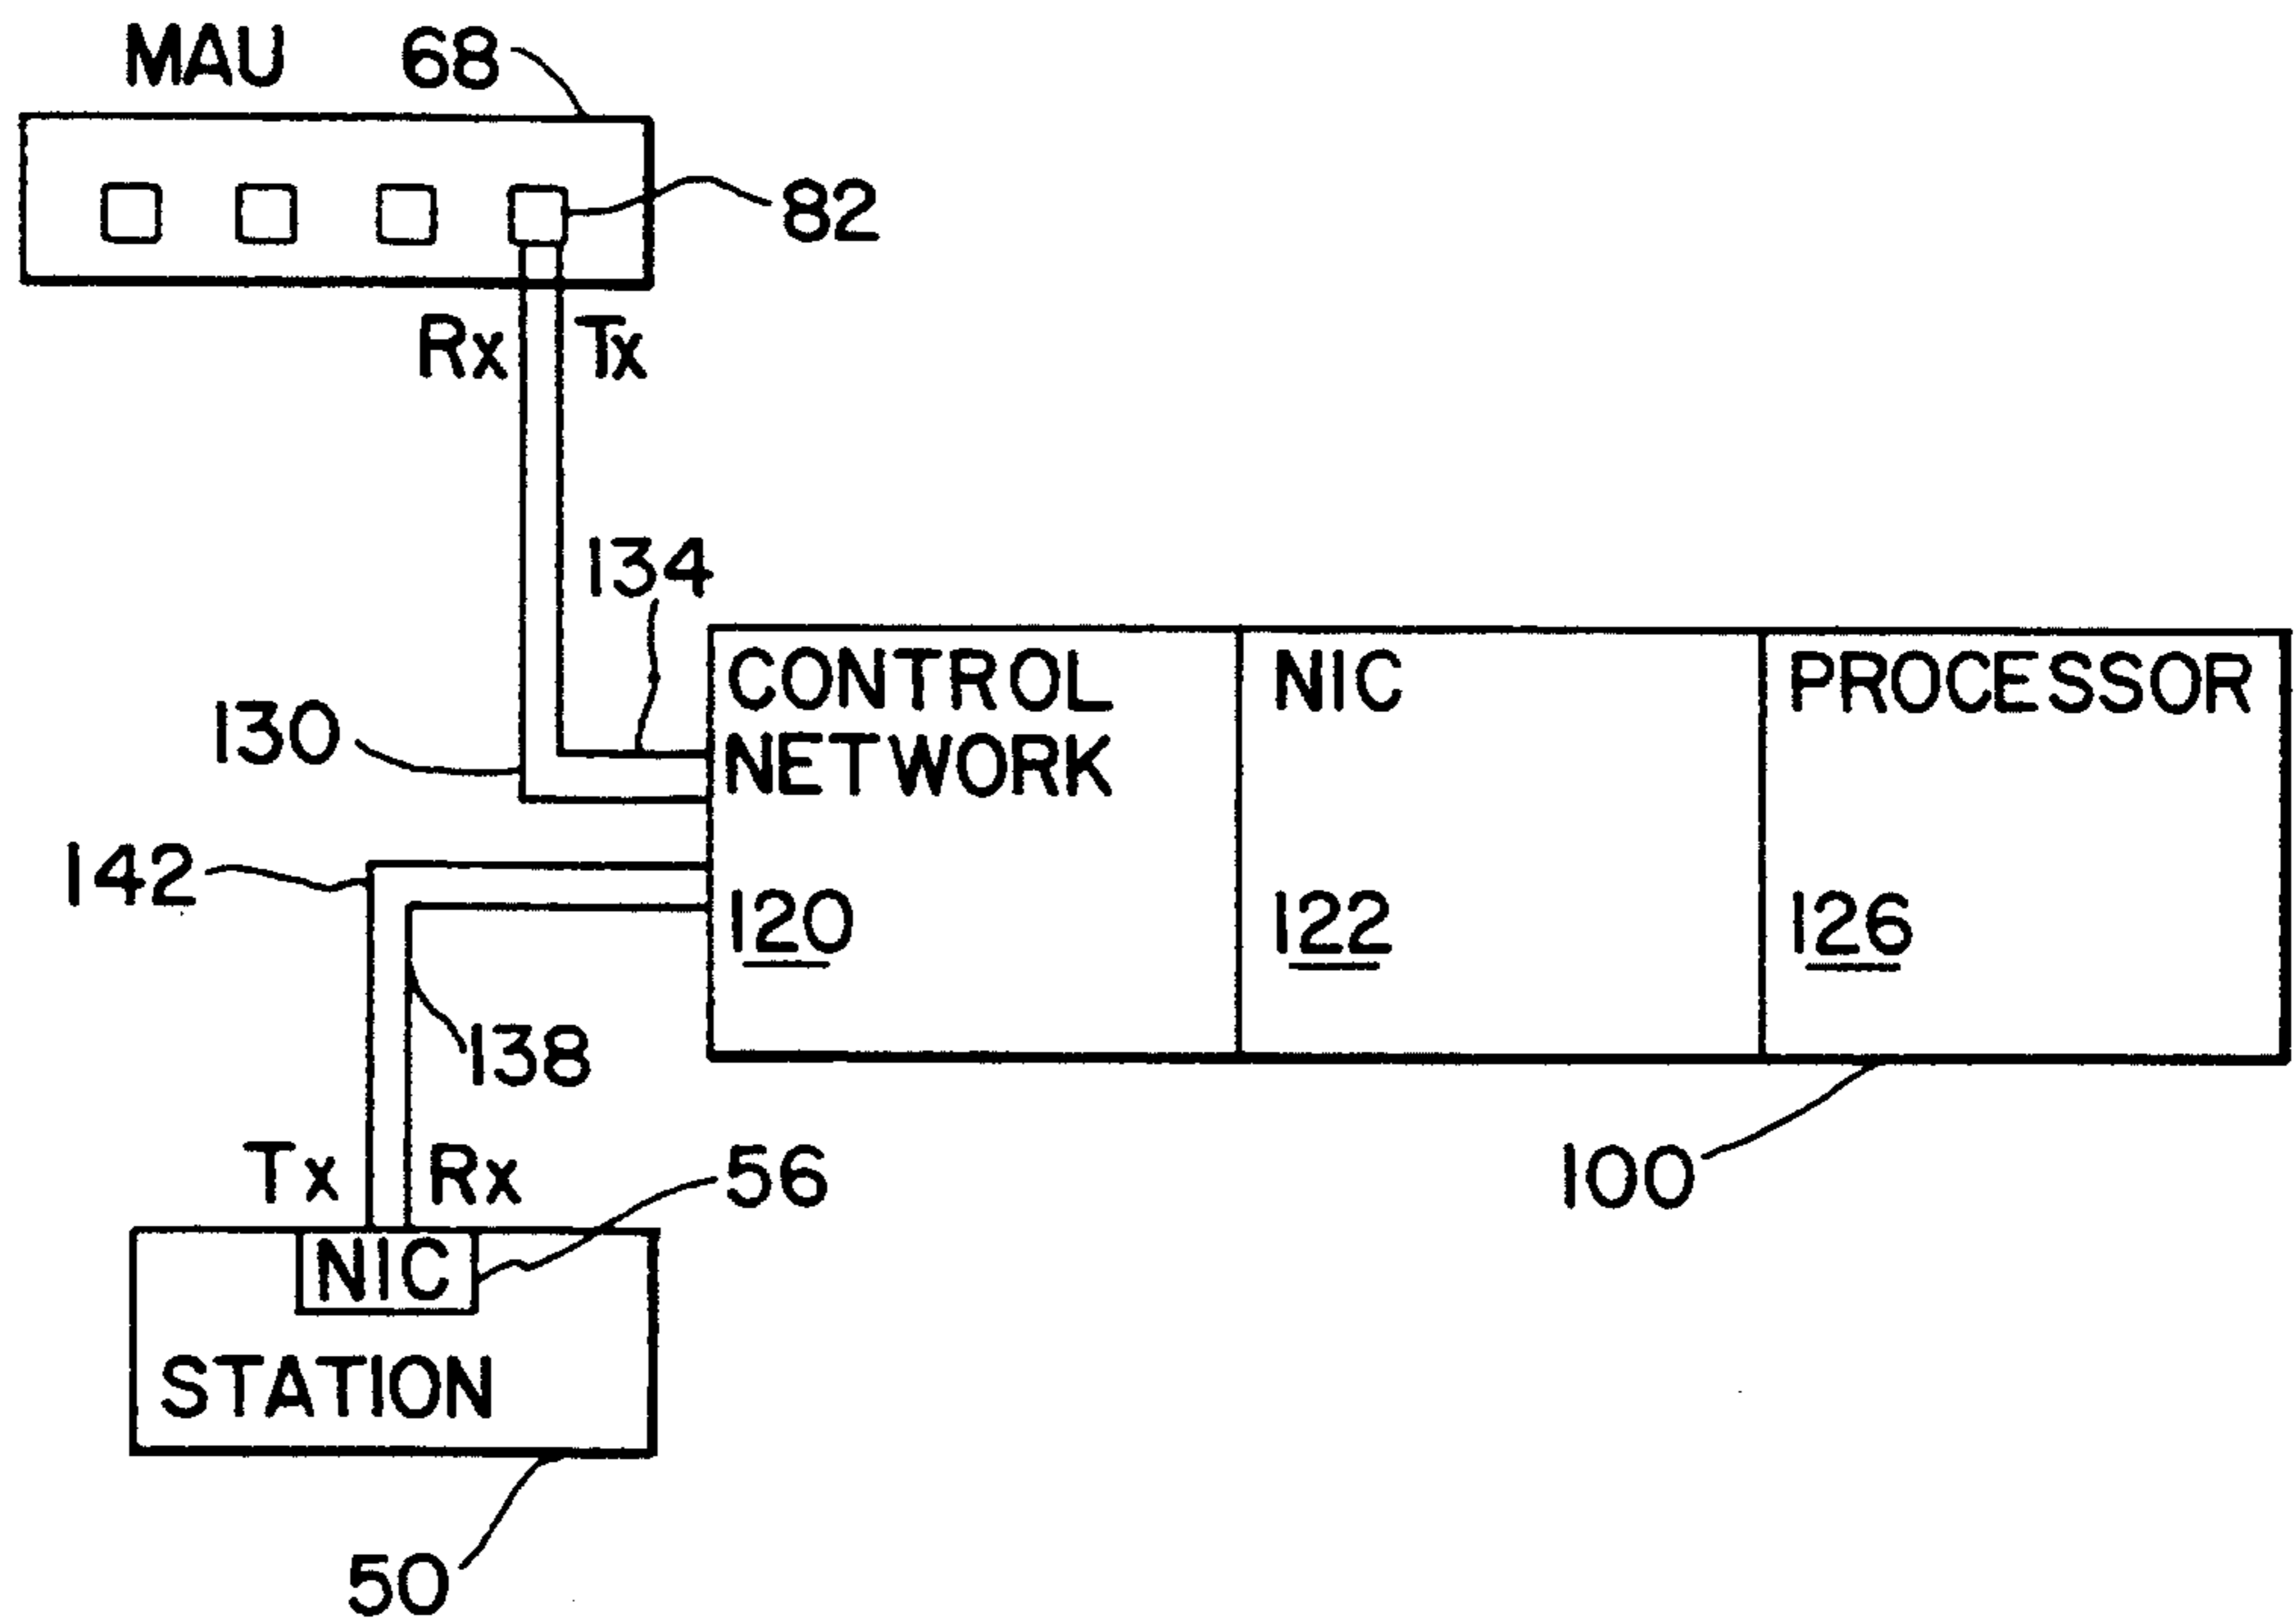 MAU 68
82
Rx Tx
134
130
CONTROL NETWORK
NIC
PROCESSOR
142
120
122
126
138
Tx Rx
56
100
NIC
STATION
50